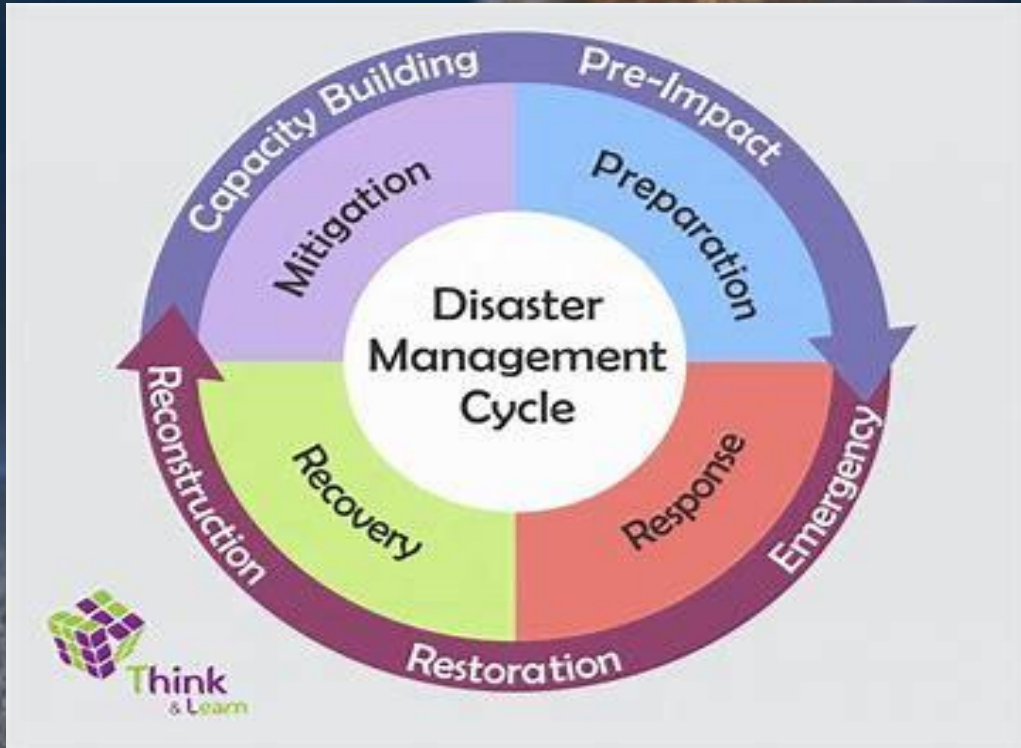 Capacity Building
Pre-Impact
Mitigation
Preparation
Disaster
Management
Cycle
Reconstruction
Recovery
Response
Emergency
Restoration
Think
& Learn